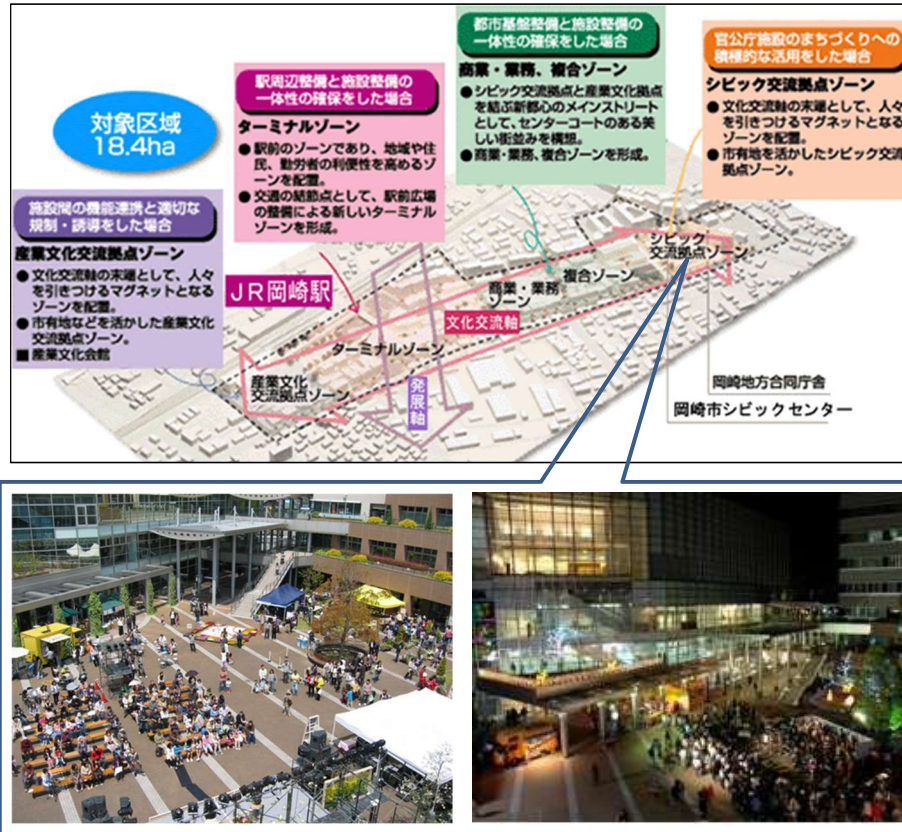 対象区域
18.4ha
施設間の機能連携と適切な
規制・誘導をした場合
産業文化交流拠点ゾーン
●文化交流軸の末端として、人々
を引きつけるマグネットとなる
ゾーンを配置。
●市有地などを活かした産業文化
交流拠点ゾーン。
■産業文化会館
駅周辺整備と施設整備の
一体性の確保をした場合
ターミナルゾーン
●駅前のゾーンであり、地域や住
民、勤労者の利便性を高めるゾ
ーンを配置。
●交通の結節点として、駅前広場
の整備による新しいターミナル
ゾーンを形成。
都市基盤整備と施設整備の
一体性の確保をした場合
商業・業務、複合ゾーン
●シビック交流拠点と産業文化拠点
を結ぶ新都心のメインストリート
として、センターコートのある美
しい街並みを構想。
●商業・業務、複合ゾーンを形成。
官公庁施設のまちづくりへの
積極的な活用をした場合
シビック交流拠点ゾーン
●文化交流軸の末端として、人々
を引きつけるマグネットとなる
ゾーンを配置。
●市有地を活かしたシビック交流
拠点ゾーン。
シビック
交流拠点ゾーン
複合ゾーン
商業・業務
ゾーン
JR岡崎駅
文化交流軸
ターミナルゾーン
産業文化
交流拠点ゾーン
発展軸
岡崎地方合同庁舎
岡崎市シビックセンター